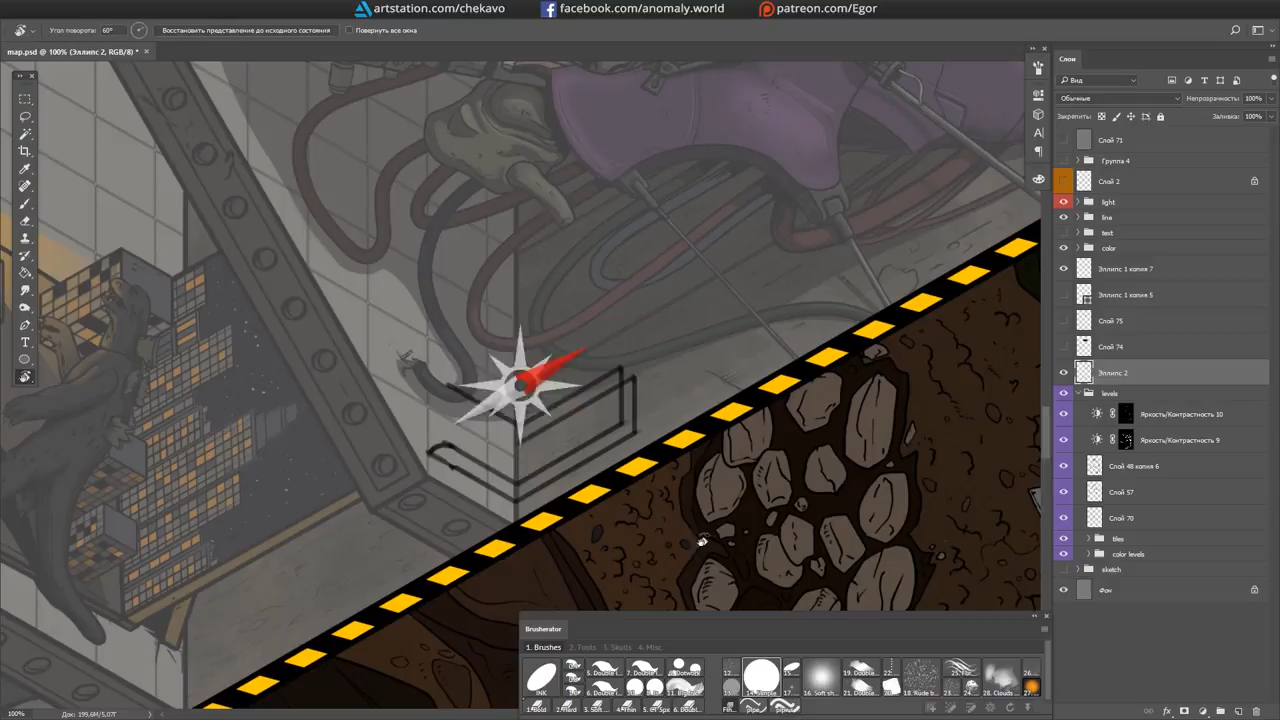 artstation.com/chekavo facebook.com/anomaly.world patreon.com/Egor
Угол поворота: 60° Восстановить представление до исходного состояния Повернуть все окна
map.psd @ 100% (Эллипс 2, RGB/8) *
Слои
Вид
Обычные Непрозрачность: 100%
Закрепить: Заливка: 100%
Слой 71
Группа 4
Слой 2
light
line
text
color
Эллипс 1 копия 7
Эллипс 1 копия 5
Слой 75
Слой 74
Эллипс 2
levels
Яркость/Контрастность 10
Яркость/Контрастность 9
Слой 48 копия 6
Слой 57
Слой 70
tiles
color levels
sketch
Фон
Brusherator
1. Brushes 2. Tools 3. Skulls 4. Misc.
INK
100% Док: 199,6M/5,07Г